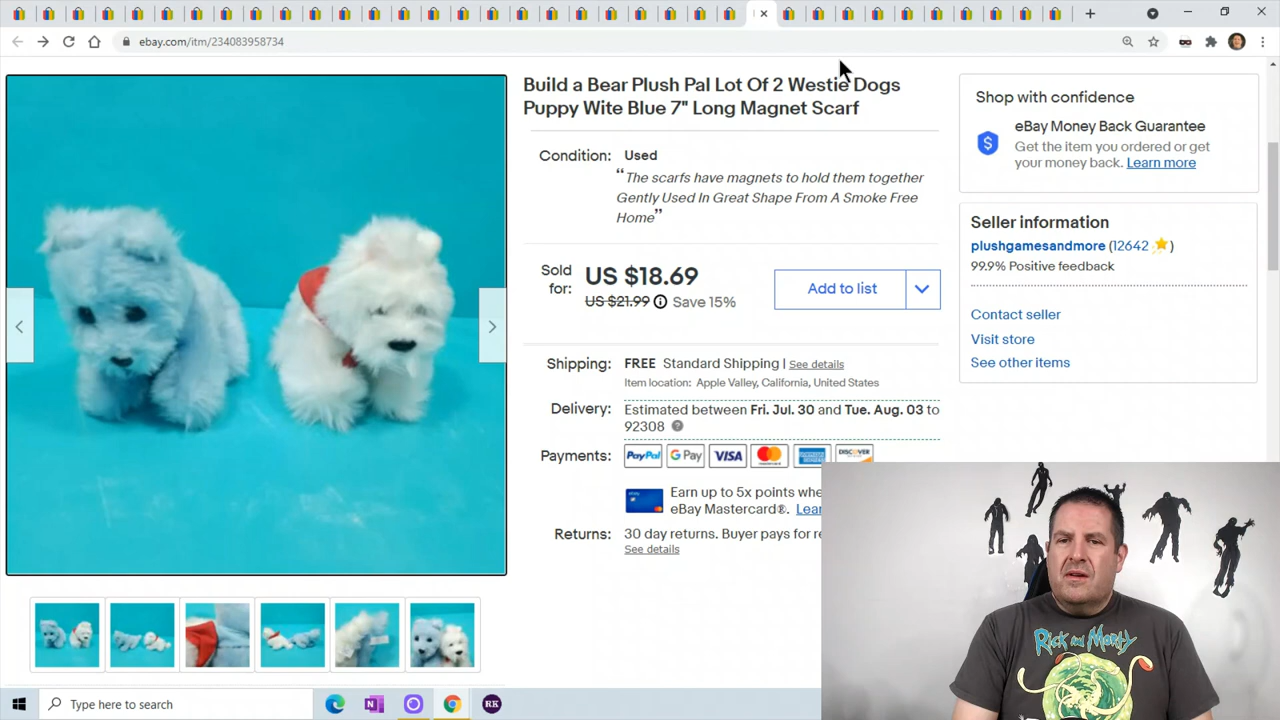 ebay.com/itm/234083958734
Build a Bear Plush Pal Lot Of 2 Westie Dogs
Puppy Wite Blue 7" Long Magnet Scarf
Condition: Used
“The scarfs have magnets to hold them together
Gently Used In Great Shape From A Smoke Free
Home”
Sold for: US $18.69
US $21.99 Save 15%
Add to list
Shipping: FREE Standard Shipping | See details
Item location: Apple Valley, California, United States
Delivery: Estimated between Fri. Jul. 30 and Tue. Aug. 03 to
92308
Payments: PayPal G Pay VISA MasterCard AMERICAN EXPRESS DISCOVER
Earn up to 5x points whe
eBay Mastercard®. Lear
Returns: 30 day returns. Buyer pays for re
See details
Shop with confidence
eBay Money Back Guarantee
Get the item you ordered or get
your money back. Learn more
Seller information
plushgamesandmore (12642)
99.9% Positive feedback
Contact seller
Visit store
See other items
Rick and Morty
Type here to search
RK